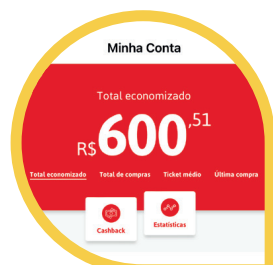 Minha Conta
Total economizado
R$600,51
Total economizado Total de compras Ticket médio Última compra
Cashback Estatísticas